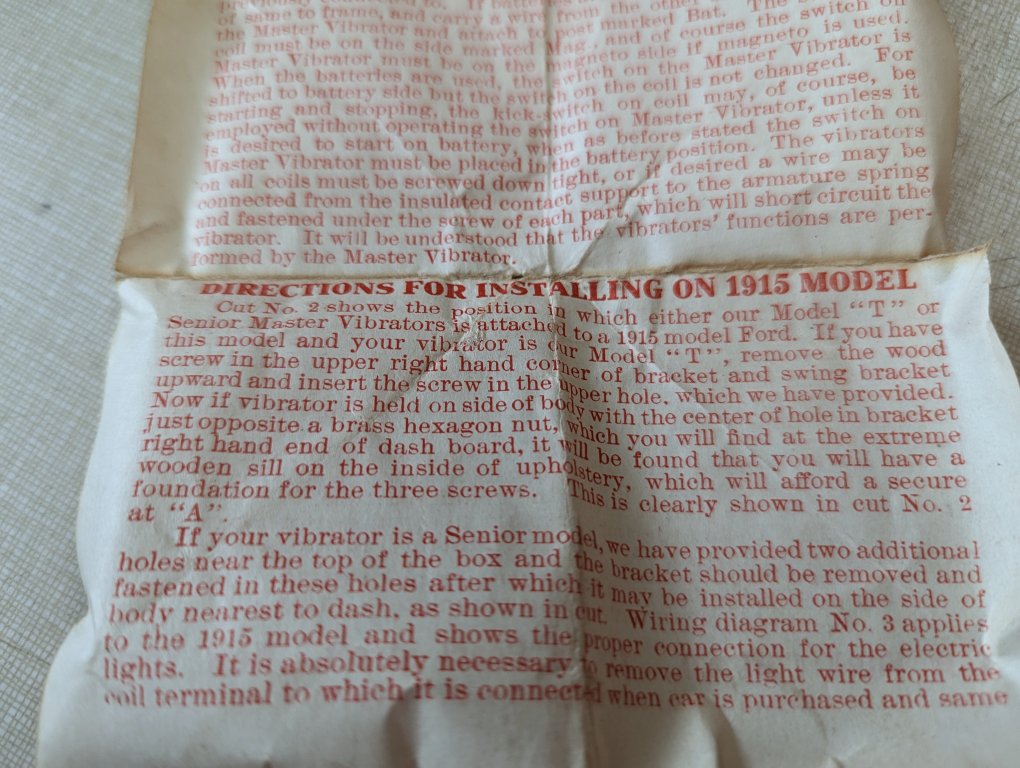 of same to frame, and carry a wire from the other
the Master Vibrator and attach to post marked Bat. The switch on
coil must be on the side marked Mag., and of course the switch on
Master Vibrator must be on the magneto side if magneto is used.
When the batteries are used, the switch on the Master Vibrator is
shifted to battery side but the switch on the coil is not changed. For
starting and stopping, the kick-switch on coil may, of course, be
employed without operating the switch on Master Vibrator, unless it
is desired to start on battery, when as before stated the switch on
Master Vibrator must be placed in the battery position. The vibrators
on all coils must be screwed down tight, or if desired a wire may be
connected from the insulated contact support to the armature spring
and fastened under the screw of each part, which will short circuit the
vibrator. It will be understood that the vibrators' functions are per-
formed by the Master Vibrator.
DIRECTIONS FOR INSTALLING ON 1915 MODEL
Cut No. 2 shows the position in which either our Model "T" or
Senior Master Vibrators is attached to a 1915 model Ford. If you have
this model and your vibrator is our Model "T", remove the wood
screw in the upper right hand corner of bracket and swing bracket
upward and insert the screw in the upper hole, which we have provided.
Now if vibrator is held on side of body with the center of hole in bracket
just opposite a brass hexagon nut, which you will find at the extreme
right hand end of dash board, it will be found that you will have a
wooden sill on the inside of upholstery, which will afford a secure
foundation for the three screws. This is clearly shown in cut No. 2
at "A".
If your vibrator is a Senior model, we have provided two additional
holes near the top of the box and the bracket should be removed and
fastened in these holes after which it may be installed on the side of
body nearest to dash, as shown in cut. Wiring diagram No. 3 applies
to the 1915 model and shows the proper connection for the electric
lights. It is absolutely necessary to remove the light wire from the
coil terminal to which it is connected when car is purchased and same